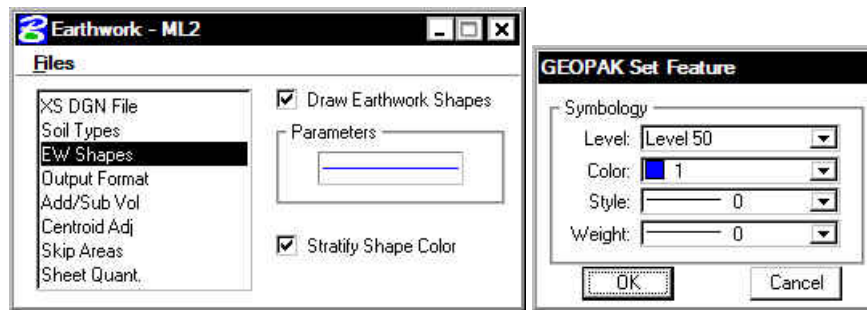 Earthwork - ML2
Files
XS DGN File
Soil Types
EW Shapes
Output Format
Add/Sub Vol
Centroid Adj
Skip Areas
Sheet Quant.
Draw Earthwork Shapes
Parameters
Stratify Shape Color
GEOPAK Set Feature
Symbology
Level: Level 50
Color: 1
Style: 0
Weight: 0
OK Cancel